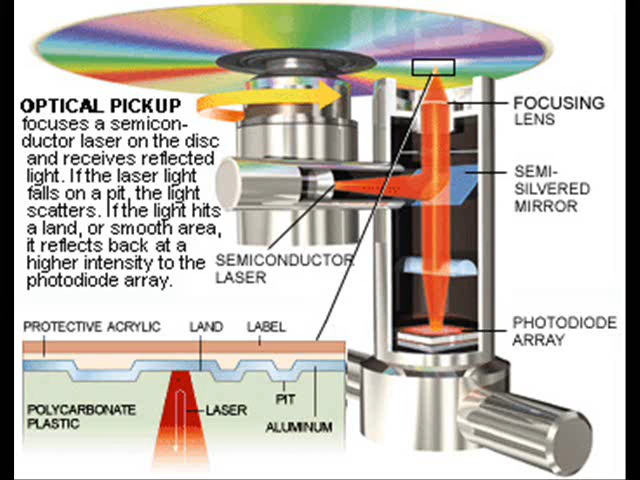 OPTICAL PICKUP
focuses a semicon-
ductor laser on the disc
and receives reflected
light. If the laser light
falls on a pit, the light
scatters. If the light hits
a land, or smooth area,
it reflects back at a
higher intensity to the
photodiode array.
FOCUSING
LENS
SEMI-
SILVERED
MIRROR
SEMICONDUCTOR
LASER
PHOTODIODE
ARRAY
PROTECTIVE ACRYLIC
LAND
LABEL
POLYCARBONATE
PLASTIC
LASER
PIT
ALUMINUM